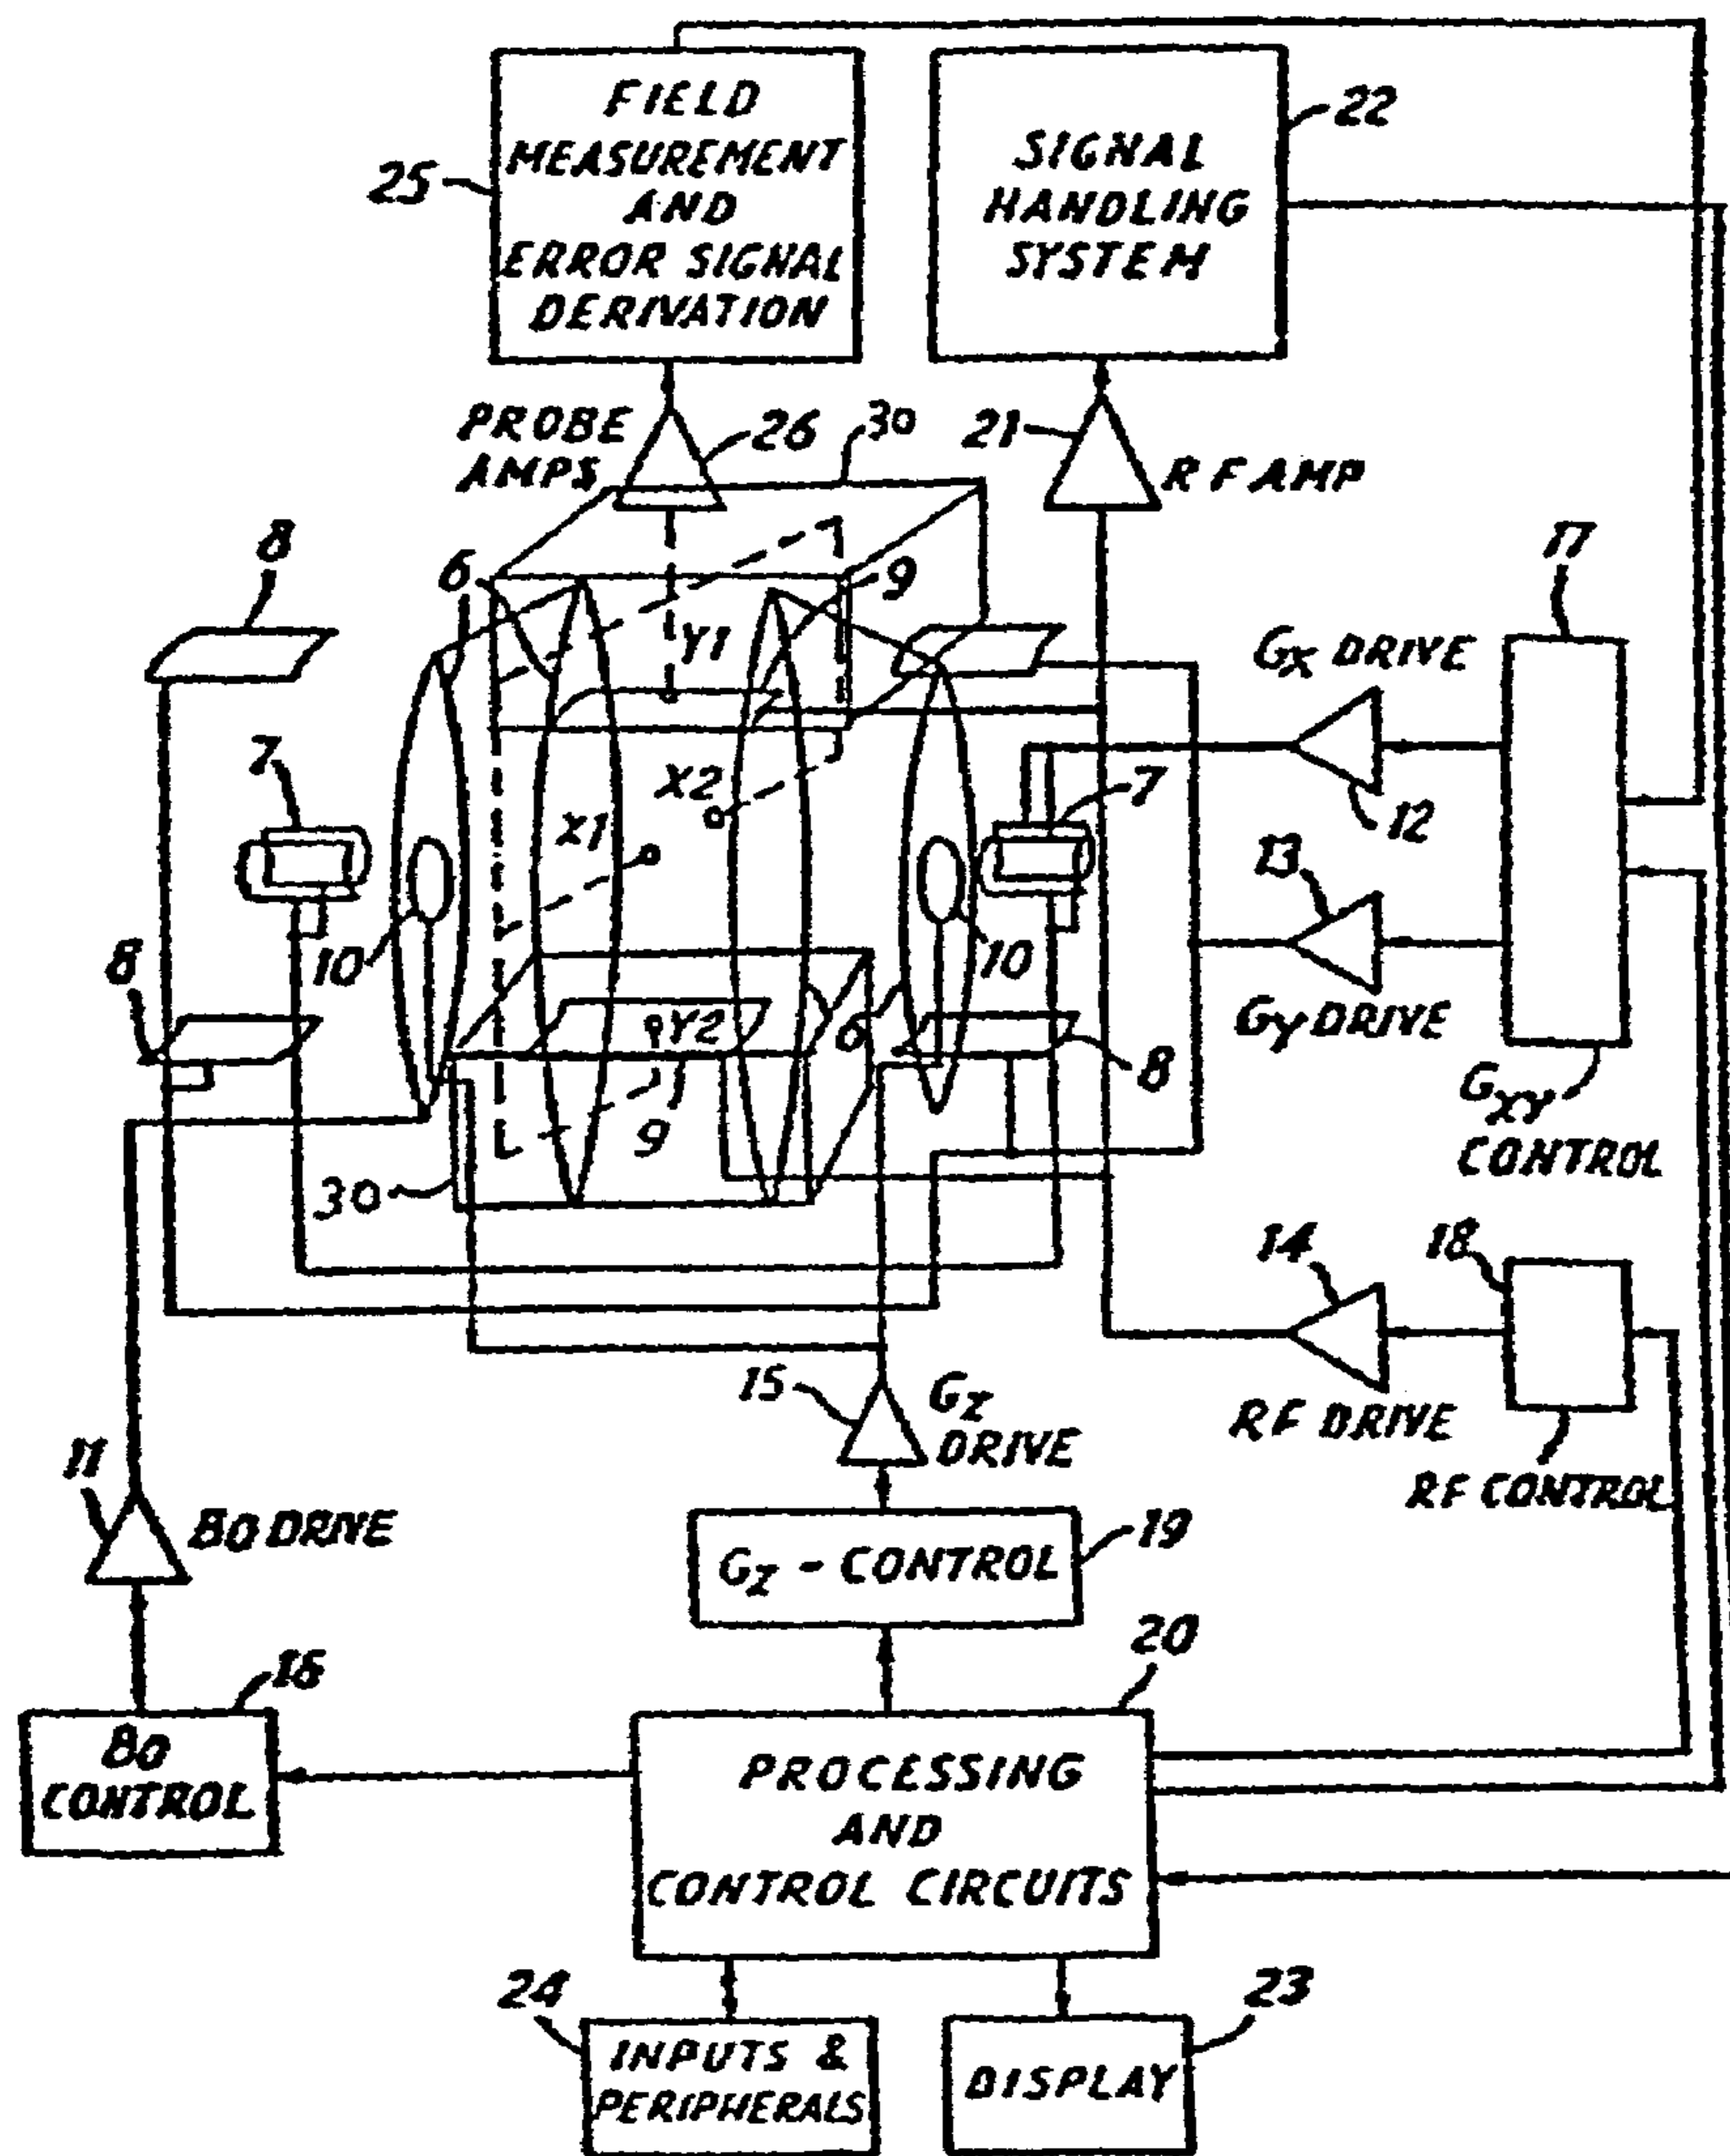 FIELD
MEASUREMENT
AND
ERROR SIGNAL
DERIVATION
25
SIGNAL
HANDLING
SYSTEM
22
PROBE
AMPS
26
30
21
RF AMP
8
6
9
17
Y1
GX DRIVE
7
X2
7
12
X1
13
8
10
10
Y2
6
8
GY DRIVE
9
GXY
CONTROL
30
14
18
15
GZ
DRIVE
RF DRIVE
11
B0 DRIVE
RF CONTROL
GZ - CONTROL
19
20
16
B0
CONTROL
PROCESSING
AND
CONTROL CIRCUITS
24
23
INPUTS &
PERIPHERALS
DISPLAY